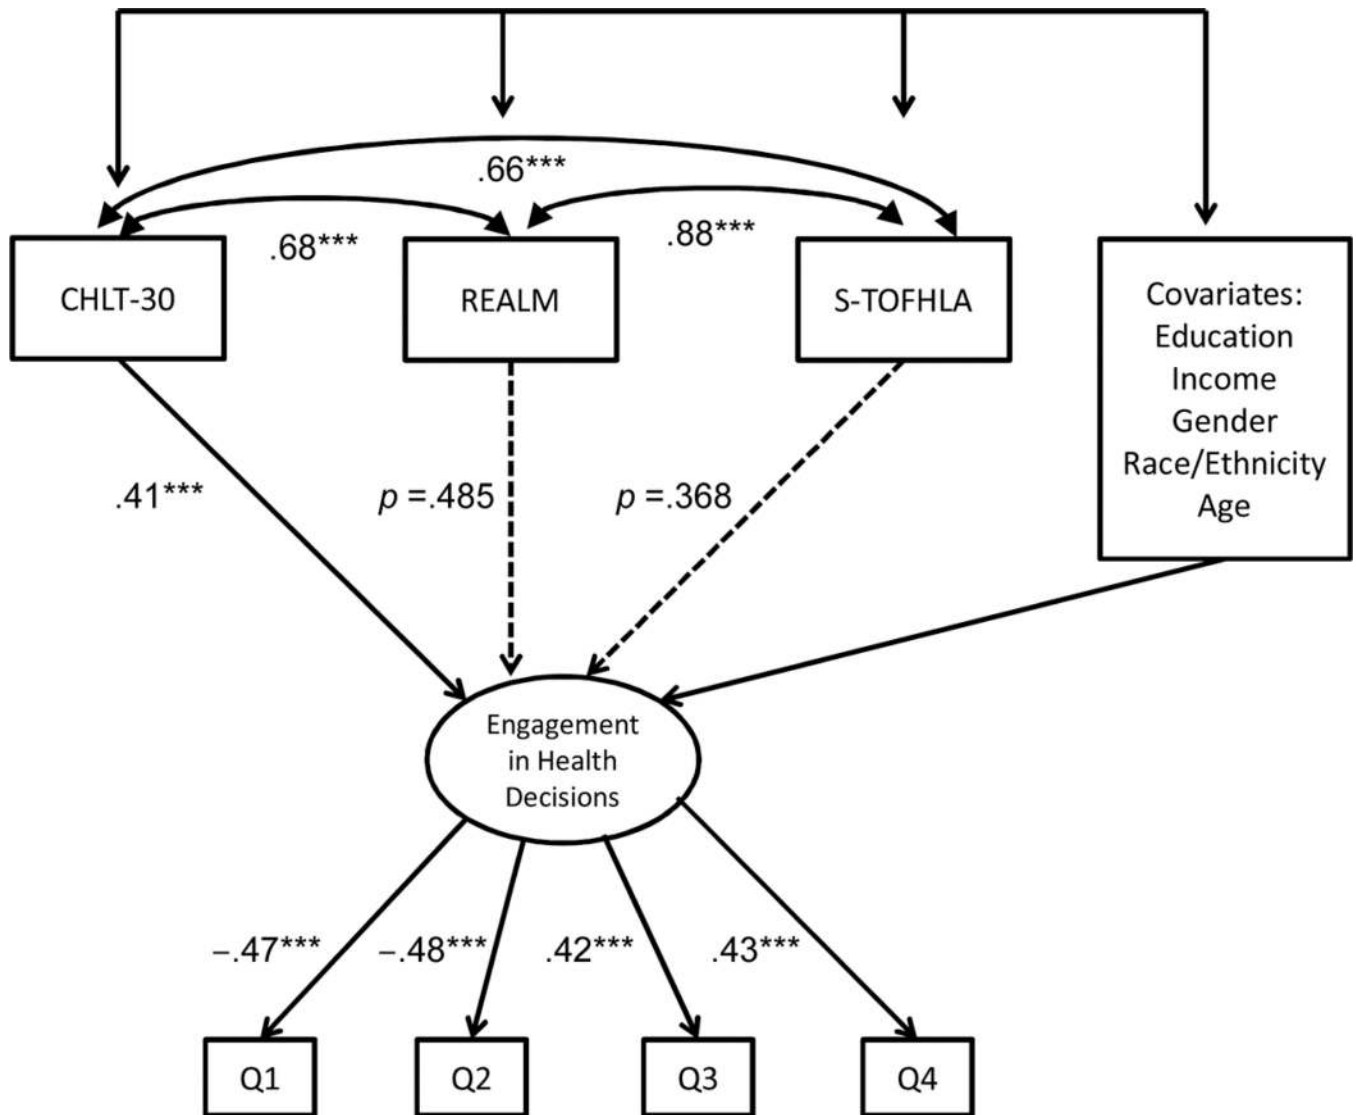 .66***
.68***
.88***
CHLT-30
REALM
S-TOFHLA
Covariates:
Education
Income
Gender
Race/Ethnicity
Age
.41***
p =.485
p =.368
Engagement
in Health
Decisions
–.47***
–.48***
.42***
.43***
Q1
Q2
Q3
Q4